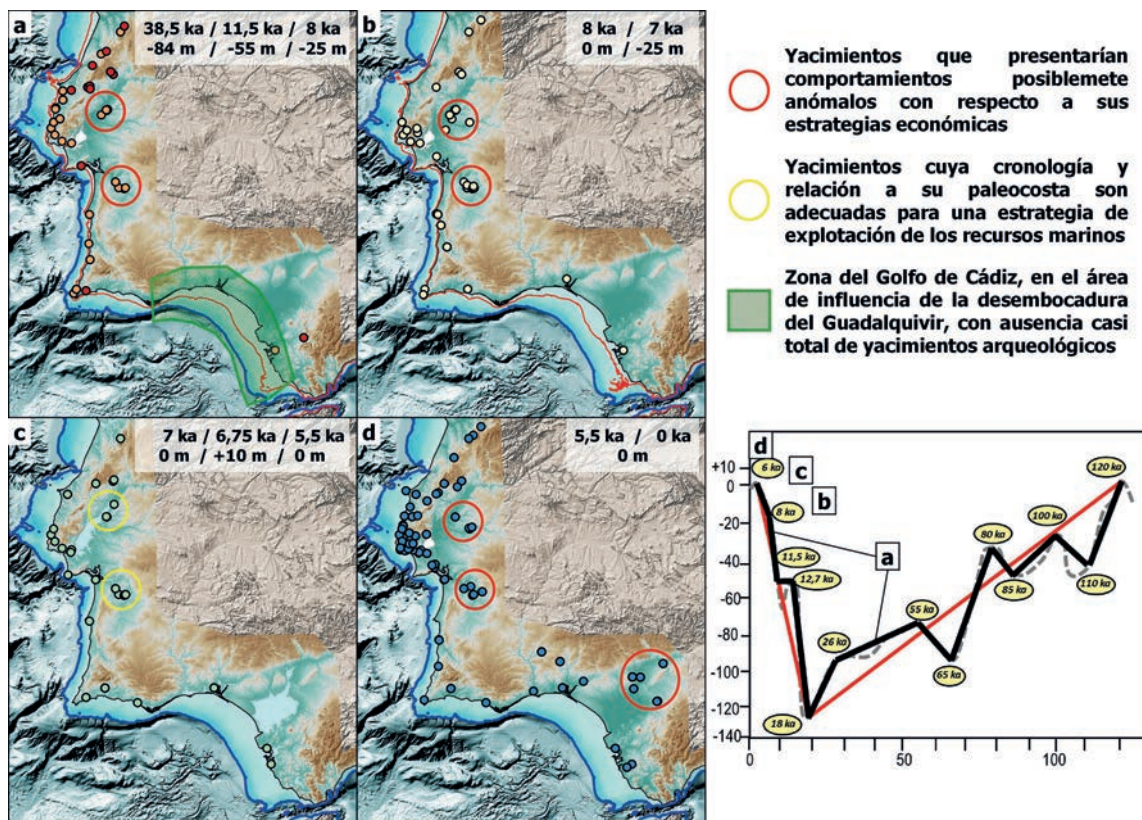 a
38,5 ka / 11,5 ka / 8 ka
-84 m / -55 m / -25 m
b
8 ka / 7 ka
0 m / -25 m
Yacimientos que presentarían
comportamientos posiblemete
anómalos con respecto a sus
estrategias económicas
Yacimientos cuya cronología y
relación a su paleocosta son
adecuadas para una estrategia de
explotación de los recursos marinos
Zona del Golfo de Cádiz, en el área
de influencia de la desembocadura
del Guadalquivir, con ausencia casi
total de yacimientos arqueológicos
c
7 ka / 6,75 ka / 5,5 ka
0 m / +10 m / 0 m
d
5,5 ka / 0 ka
0 m
d
c
b
a
+10
0
-20
-40
-60
-80
-100
-120
-140
6 ka
8 ka
11,5 ka
12,7 ka
18 ka
26 ka
55 ka
65 ka
80 ka
85 ka
100 ka
110 ka
120 ka
0
50
100